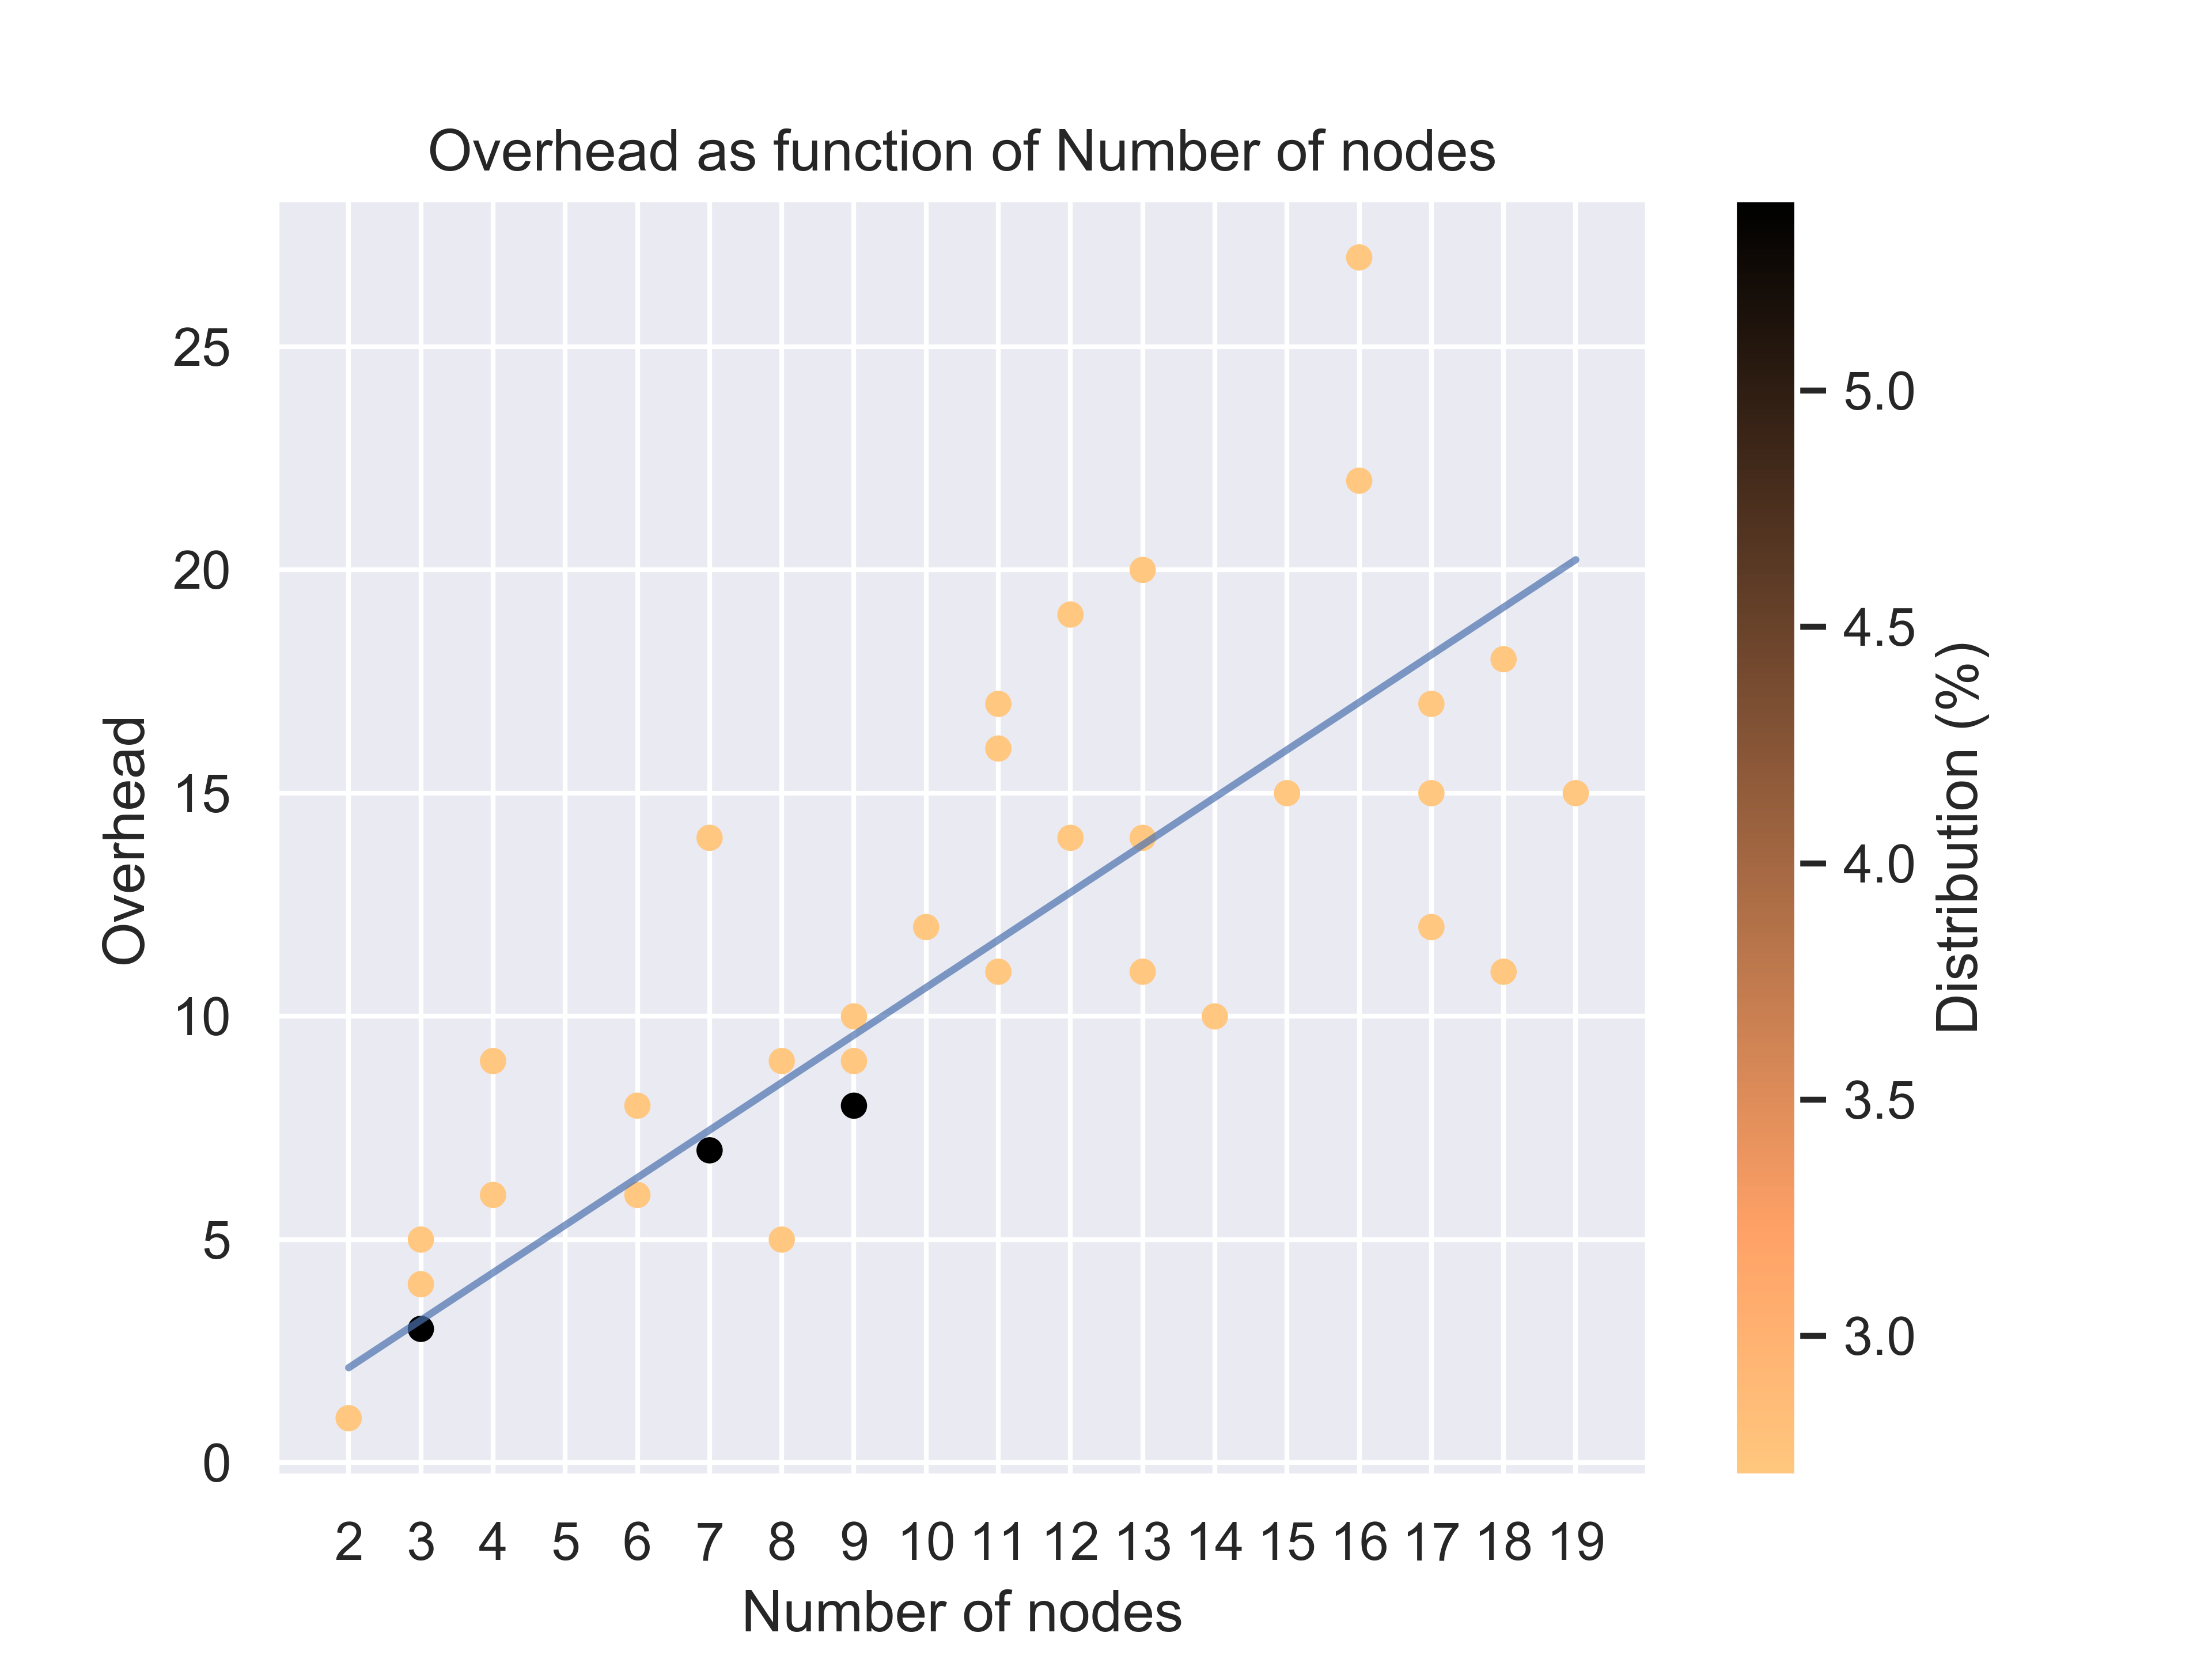 Overhead as function of Number of nodes
25
20
15
10
5
0
Overhead
2 3 4 5 6 7 8 9 10 11 12 13 14 15 16 17 18 19
Number of nodes
5.0
4.5
4.0
3.5
3.0
Distribution (%)